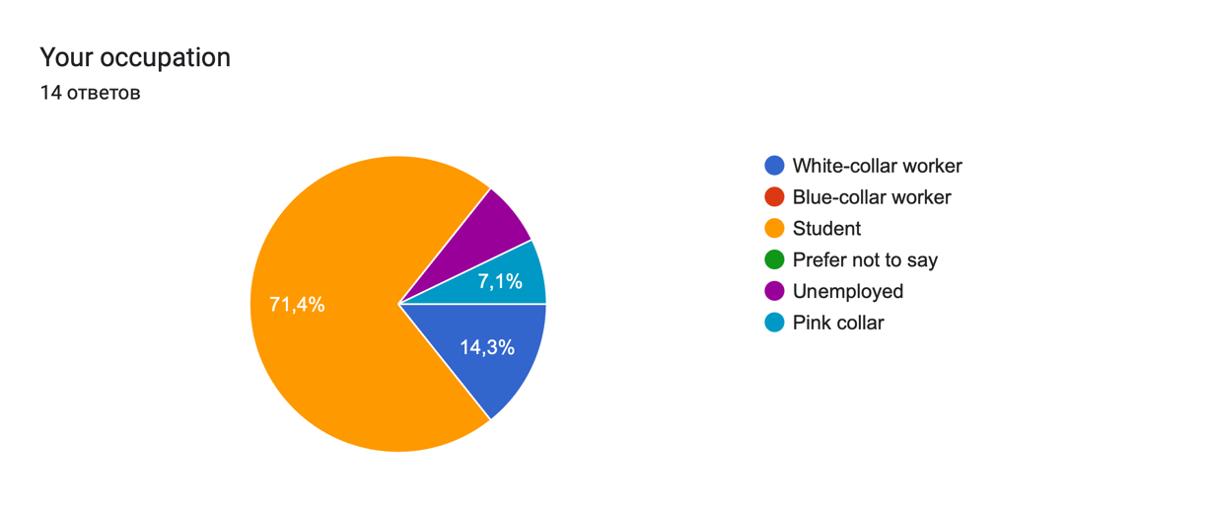 Your occupation
14 ответов
White-collar worker
Blue-collar worker
Student
Prefer not to say
Unemployed
Pink collar
7,1%
71,4%
14,3%